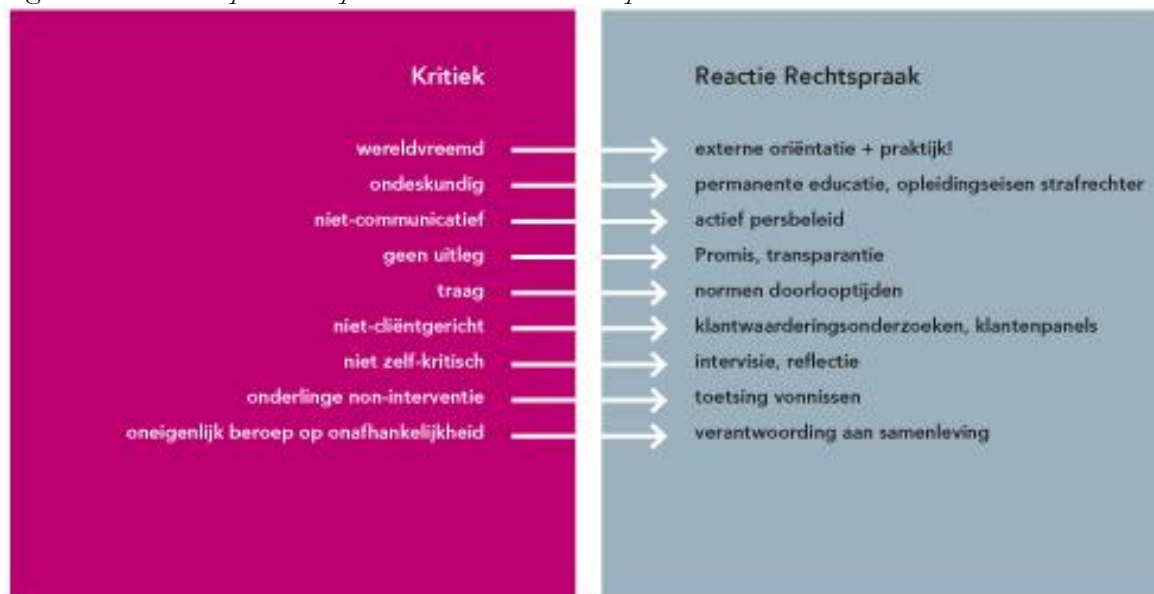 Kritiek Reactie Rechtspraak
wereldvreemd externe oriëntatie + praktijk!
ondeskundig permanente educatie, opleidingseisen strafrechter
niet-communicatief actief persbeleid
geen uitleg Promis, transparantie
traag normen doorlooptijden
niet-cliëntgericht klantwaarderingsonderzoeken, klantenpanels
niet zelf-kritisch intervisie, reflectie
onderlinge non-interventie toetsing vonnissen
oneigenlijk beroep op onafhankelijkheid verantwoording aan samenleving